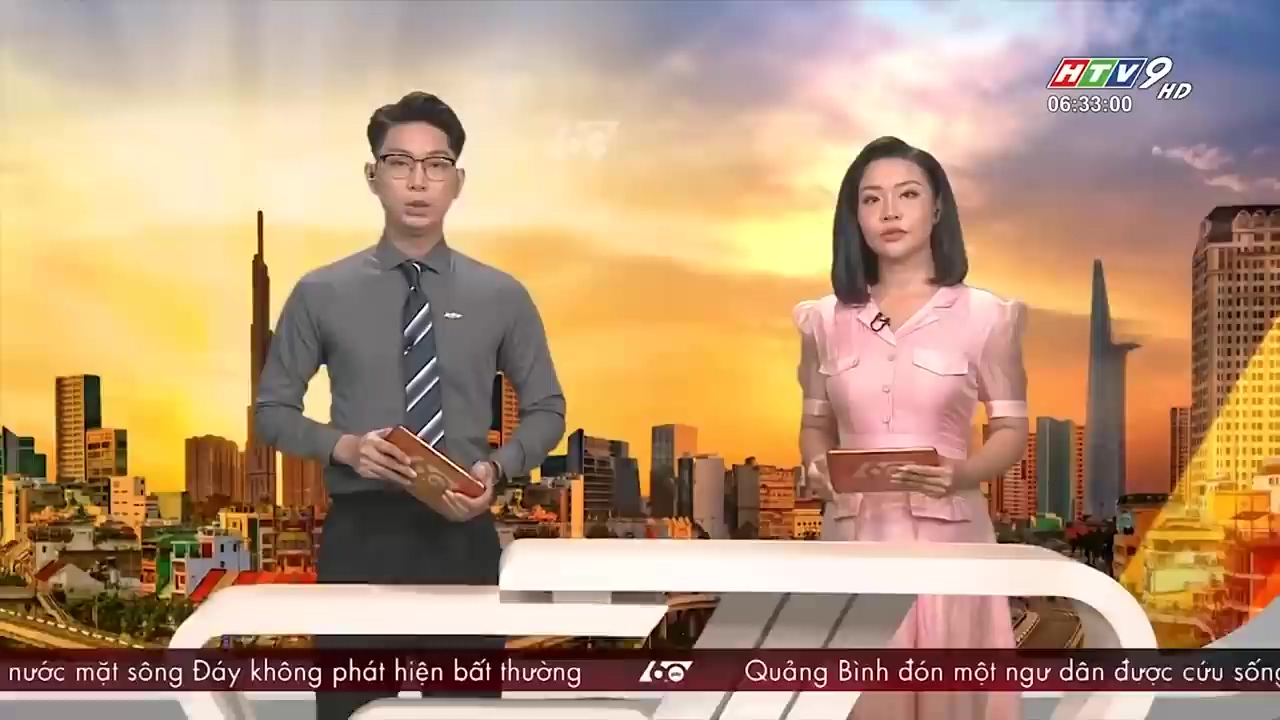 HTV9 HD
06:33:00
nước mặt sông Đáy không phát hiện bất thường 60 Quảng Bình đón một ngư dân được cứu sống